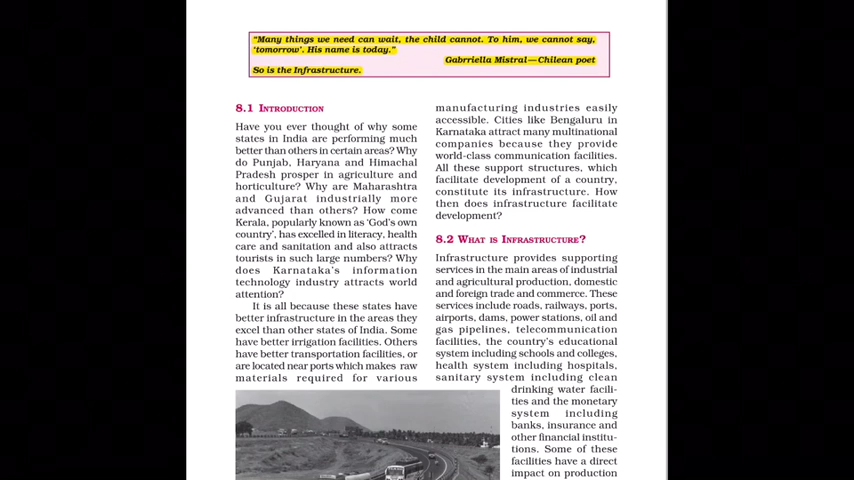 “Many things we need can wait, the child cannot. To him, we cannot say,
‘tomorrow’. His name is today.”
Gabrriella Mistral—Chilean poet
So is the Infrastructure.
8.1 INTRODUCTION
Have you ever thought of why some
states in India are performing much
better than others in certain areas? Why
do Punjab, Haryana and Himachal
Pradesh prosper in agriculture and
horticulture? Why are Maharashtra
and Gujarat industrially more
advanced than others? How come
Kerala, popularly known as ‘God's own
country’, has excelled in literacy, health
care and sanitation and also attracts
tourists in such large numbers? Why
does Karnataka's information
technology industry attracts world
attention?
It is all because these states have
better infrastructure in the areas they
excel than other states of India. Some
have better irrigation facilities. Others
have better transportation facilities, or
are located near ports which makes raw
materials required for various
manufacturing industries easily
accessible. Cities like Bengaluru in
Karnataka attract many multinational
companies because they provide
world-class communication facilities.
All these support structures, which
facilitate development of a country,
constitute its infrastructure. How
then does infrastructure facilitate
development?
8.2 WHAT IS INFRASTRUCTURE?
Infrastructure provides supporting
services in the main areas of industrial
and agricultural production, domestic
and foreign trade and commerce. These
services include roads, railways, ports,
airports, dams, power stations, oil and
gas pipelines, telecommunication
facilities, the country's educational
system including schools and colleges,
health system including hospitals,
sanitary system including clean
drinking water facili-
ties and the monetary
system including
banks, insurance and
other financial institu-
tions. Some of these
facilities have a direct
impact on production